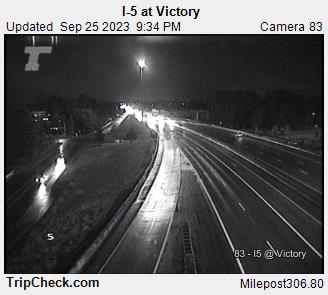 I-5 at Victory
Updated Sep 25 2023 9:34 PM Camera 83
T
S
83 - I5 @ Victory
TripCheck.com Milepost306.80